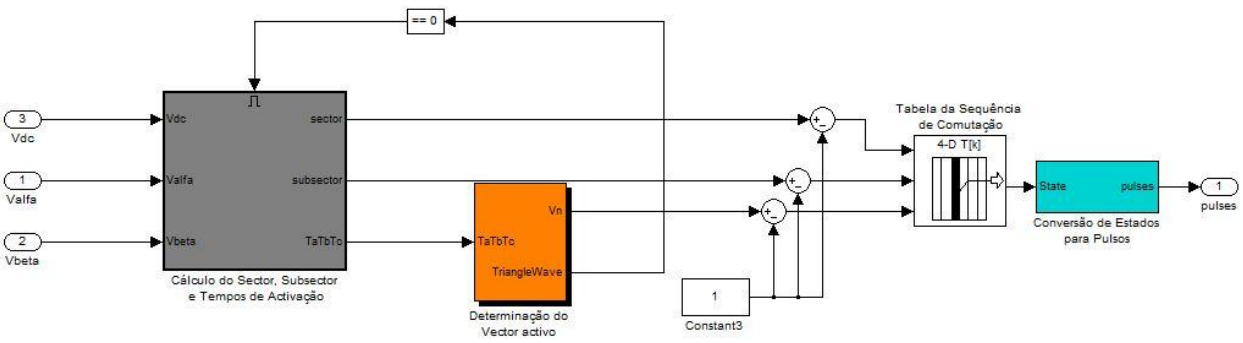 == 0
3
Vdc
1
Valfa
2
Vbeta
Vdc
Valfa
Vbeta
sector
subsector
TaTbTc
Cálculo do Sector, Subsector
e Tempos de Activação
TaTbTc
Vn
TriangleWave
Determinação do
Vector activo
1
Constant3
+
−
+
−
+
−
Tabela da Sequência
de Comutação
4-D T[k]
State
pulses
Conversão de Estados
para Pulsos
1
pulses